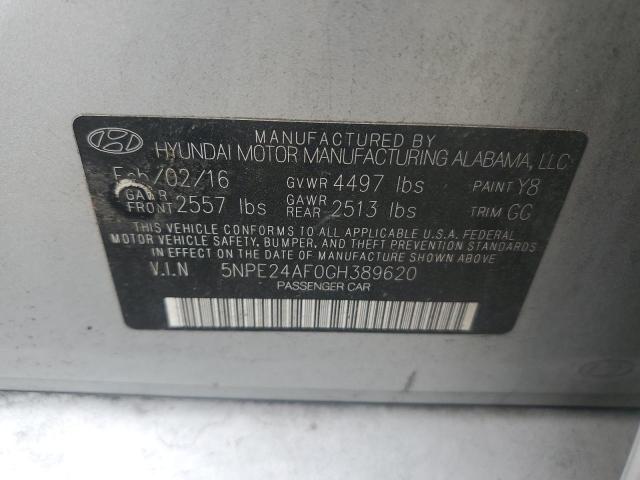 MANUFACTURED BY
HYUNDAI MOTOR MANUFACTURING ALABAMA, LLC
Feb/02/16 GVWR 4497 lbs PAINT Y8
GAWR FRONT 2557 lbs GAWR REAR 2513 lbs TRIM GG
THIS VEHICLE CONFORMS TO ALL APPLICABLE U.S.A. FEDERAL
MOTOR VEHICLE SAFETY, BUMPER, AND THEFT PREVENTION STANDARDS
IN EFFECT ON THE DATE OF MANUFACTURE SHOWN ABOVE.
V.I.N 5NPE24AF0GH389620
PASSENGER CAR